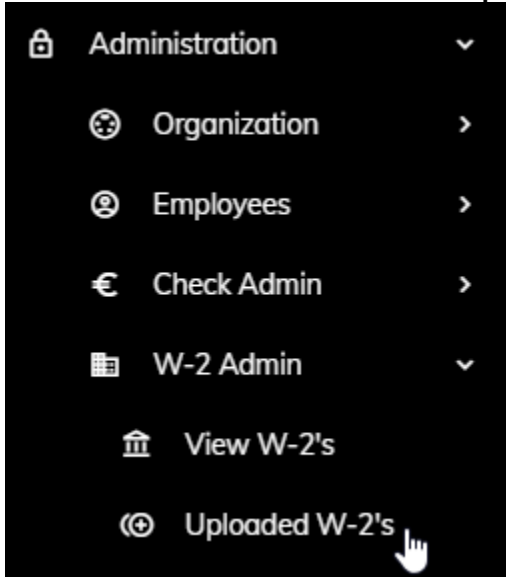 Administration
Organization
Employees
Check Admin
W-2 Admin
View W-2's
Uploaded W-2's